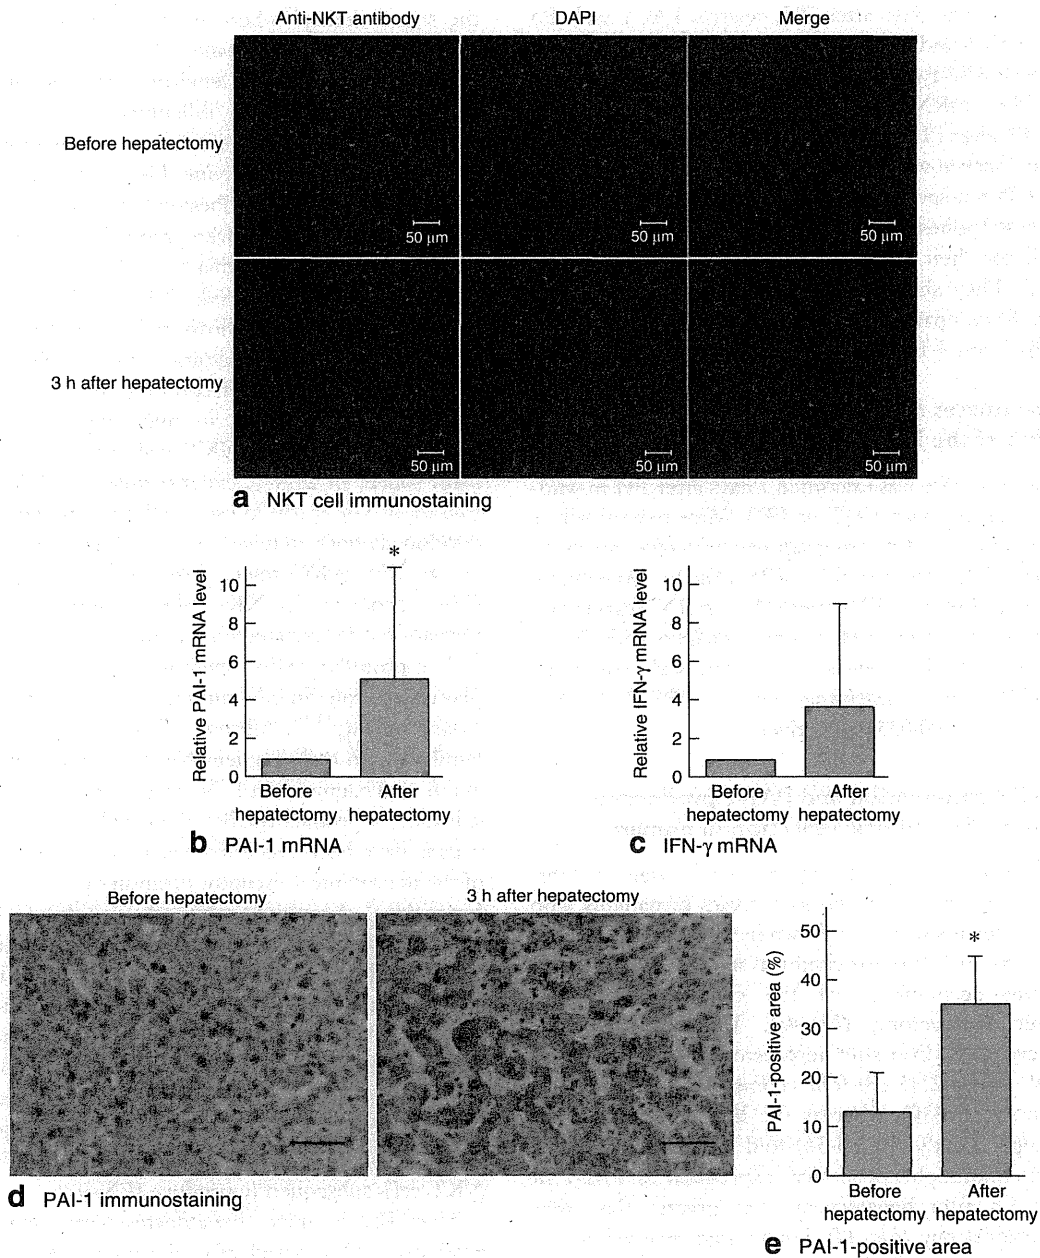 Anti-NKT antibody DAPI Merge
Before hepatectomy
50 μm 50 μm 50 μm
3 h after hepatectomy
50 μm 50 μm 50 μm
a NKT cell immunostaining
Relative PAI-1 mRNA level
10
8
6
4
2
0
*
Before hepatectomy
After hepatectomy
b PAI-1 mRNA
Relative IFN-γ mRNA level
10
8
6
4
2
0
Before hepatectomy
After hepatectomy
c IFN-γ mRNA
Before hepatectomy 3 h after hepatectomy
d PAI-1 immunostaining
PAI-1-positive area (%)
50
40
30
20
10
0
*
Before hepatectomy
After hepatectomy
e PAI-1-positive area